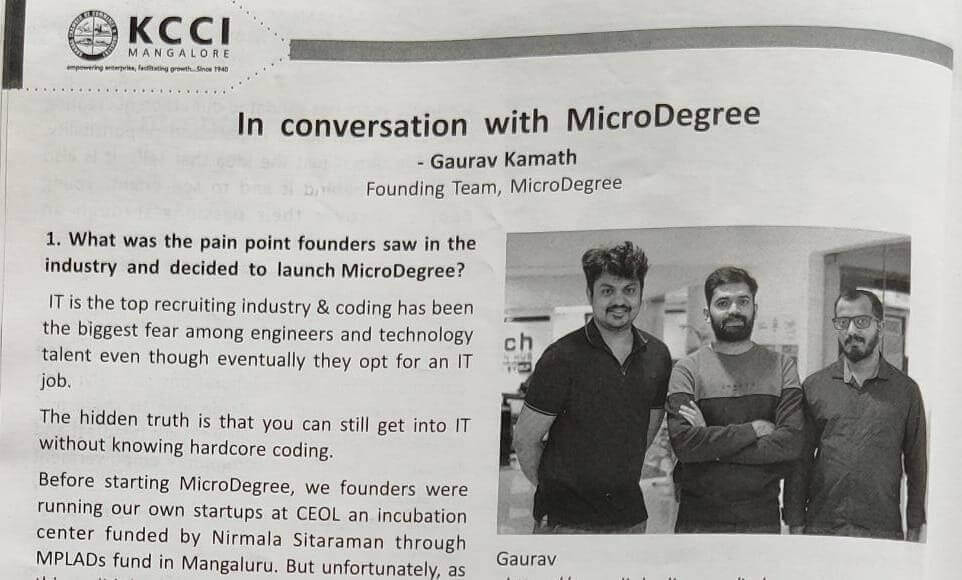 KCCI
MANGALORE
empowering enterprise, facilitating growth...Since 1940
In conversation with MicroDegree
- Gaurav Kamath
Founding Team, MicroDegree
1. What was the pain point founders saw in the
industry and decided to launch MicroDegree?
IT is the top recruiting industry & coding has been
the biggest fear among engineers and technology
talent even though eventually they opt for an IT
job.
The hidden truth is that you can still get into IT
without knowing hardcore coding.
Before starting MicroDegree, we founders were
running our own startups at CEOL an incubation
center funded by Nirmala Sitaraman through
MPLADs fund in Mangaluru. But unfortunately, as
ch
Gaurav